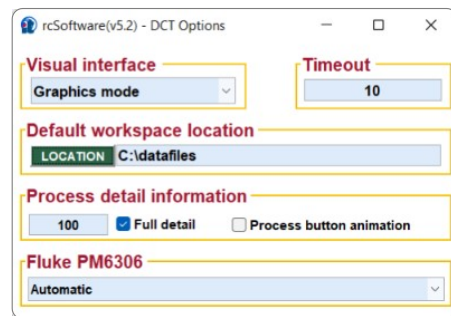 rcSoftware(v5.2) - DCT Options
Visual interface
Timeout
Graphics mode
10
Default workspace location
LOCATION C:\datafiles
Process detail information
100 Full detail Process button animation
Fluke PM6306
Automatic